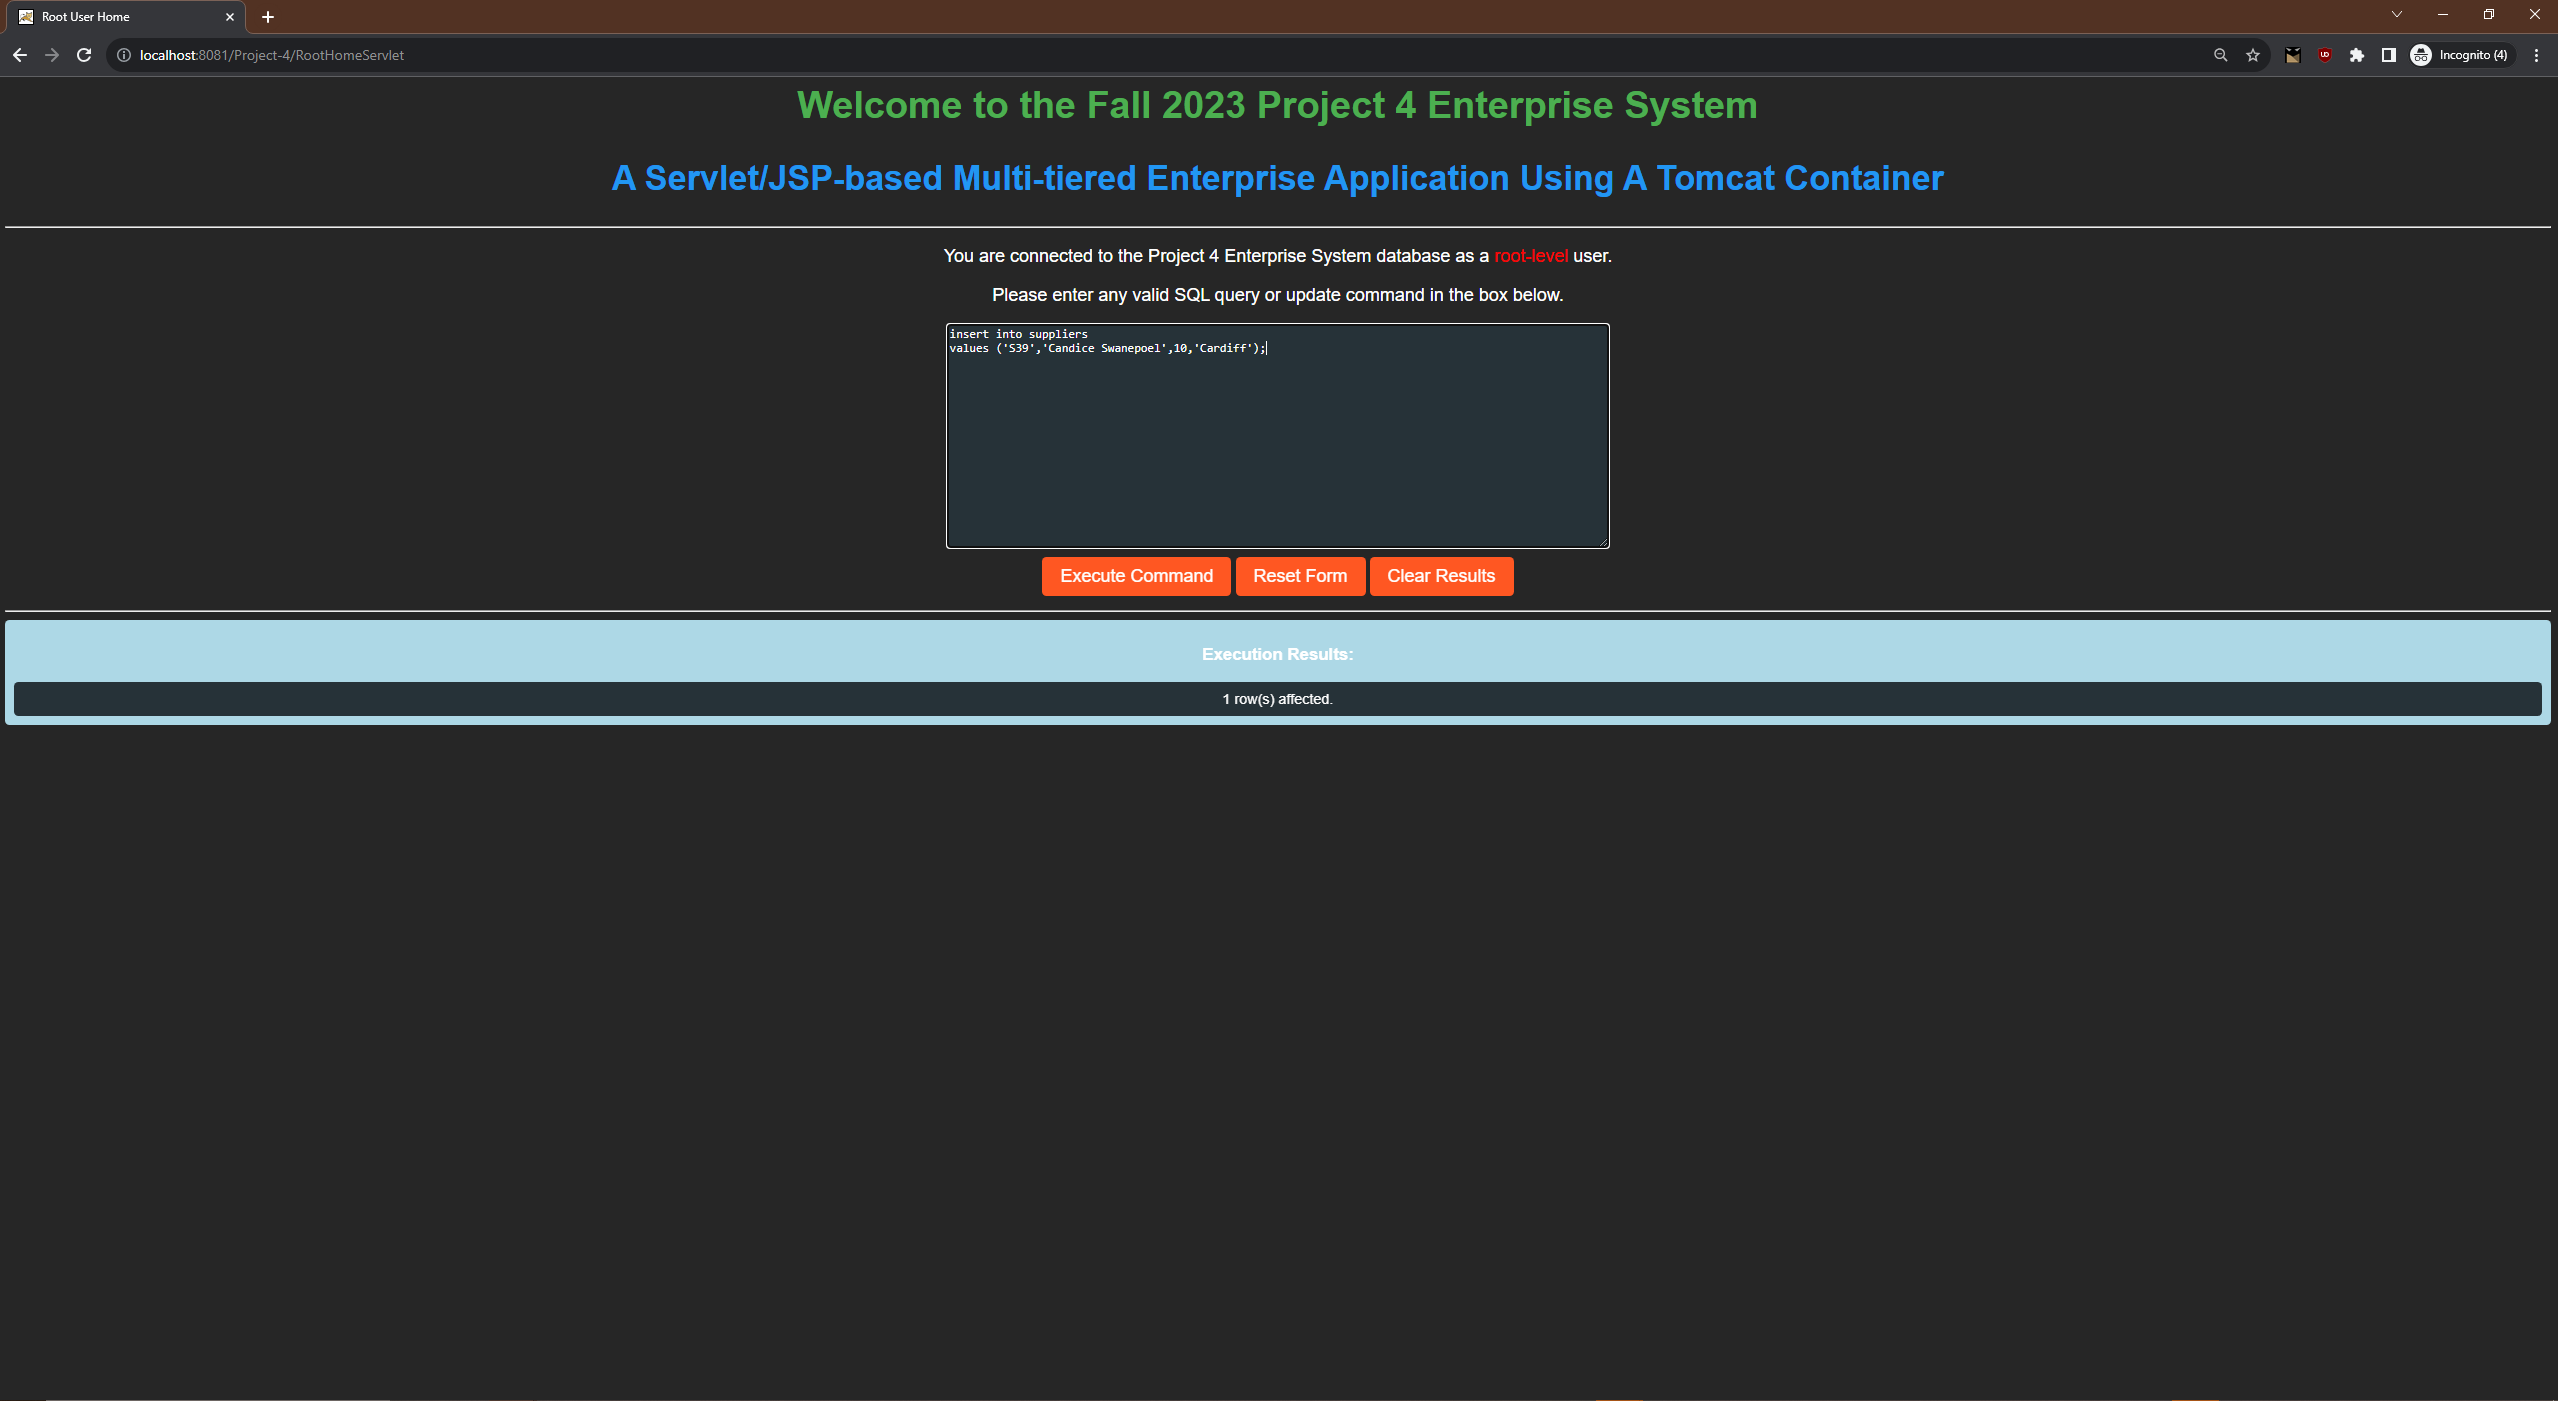 Root User Home
localhost:8081/Project-4/RootHomeServlet
Incognito (4)
Welcome to the Fall 2023 Project 4 Enterprise System
A Servlet/JSP-based Multi-tiered Enterprise Application Using A Tomcat Container
You are connected to the Project 4 Enterprise System database as a root-level user.
Please enter any valid SQL query or update command in the box below.
insert into suppliers
values ('S39','Candice Swanepoel',10,'Cardiff');
Execute Command Reset Form Clear Results
Execution Results:
1 row(s) affected.